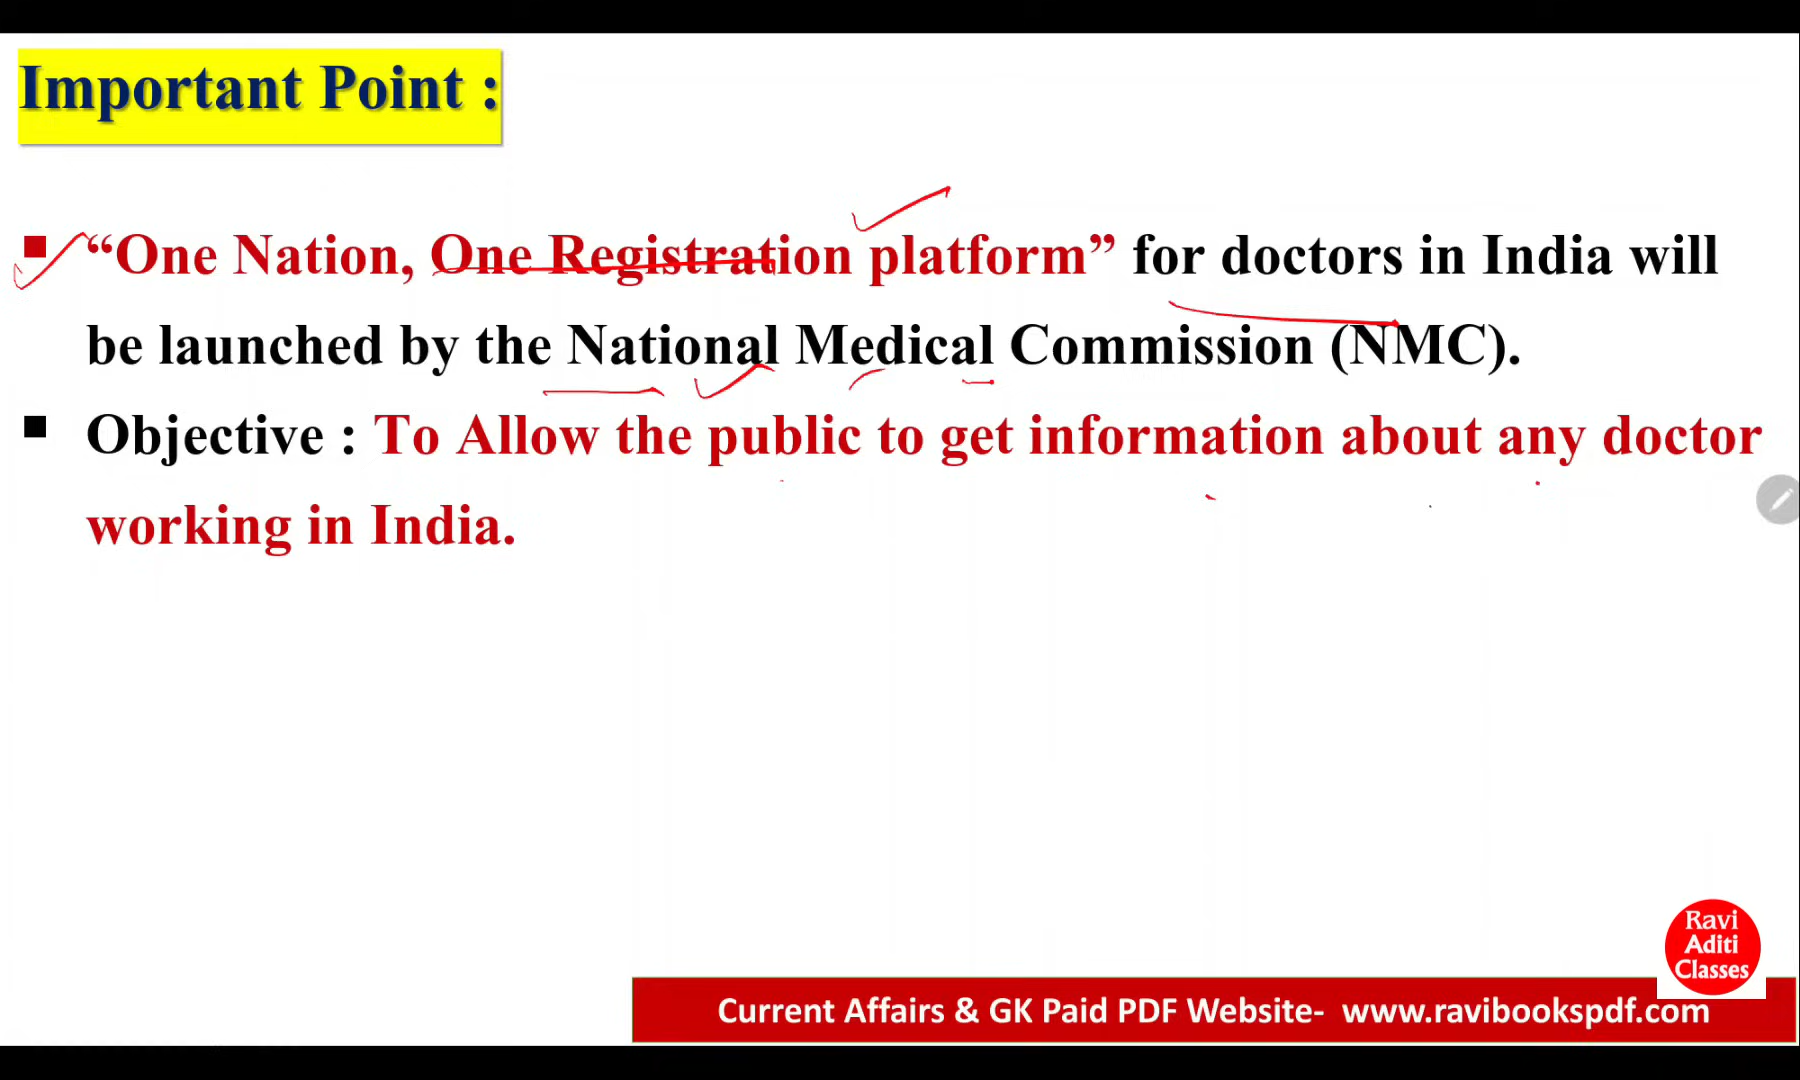 Important Point :
“One Nation, One Registration platform” for doctors in India will
be launched by the National Medical Commission (NMC).
Objective : To Allow the public to get information about any doctor
working in India.
Ravi
Aditi
Classes
Current Affairs & GK Paid PDF Website- www.ravibookspdf.com